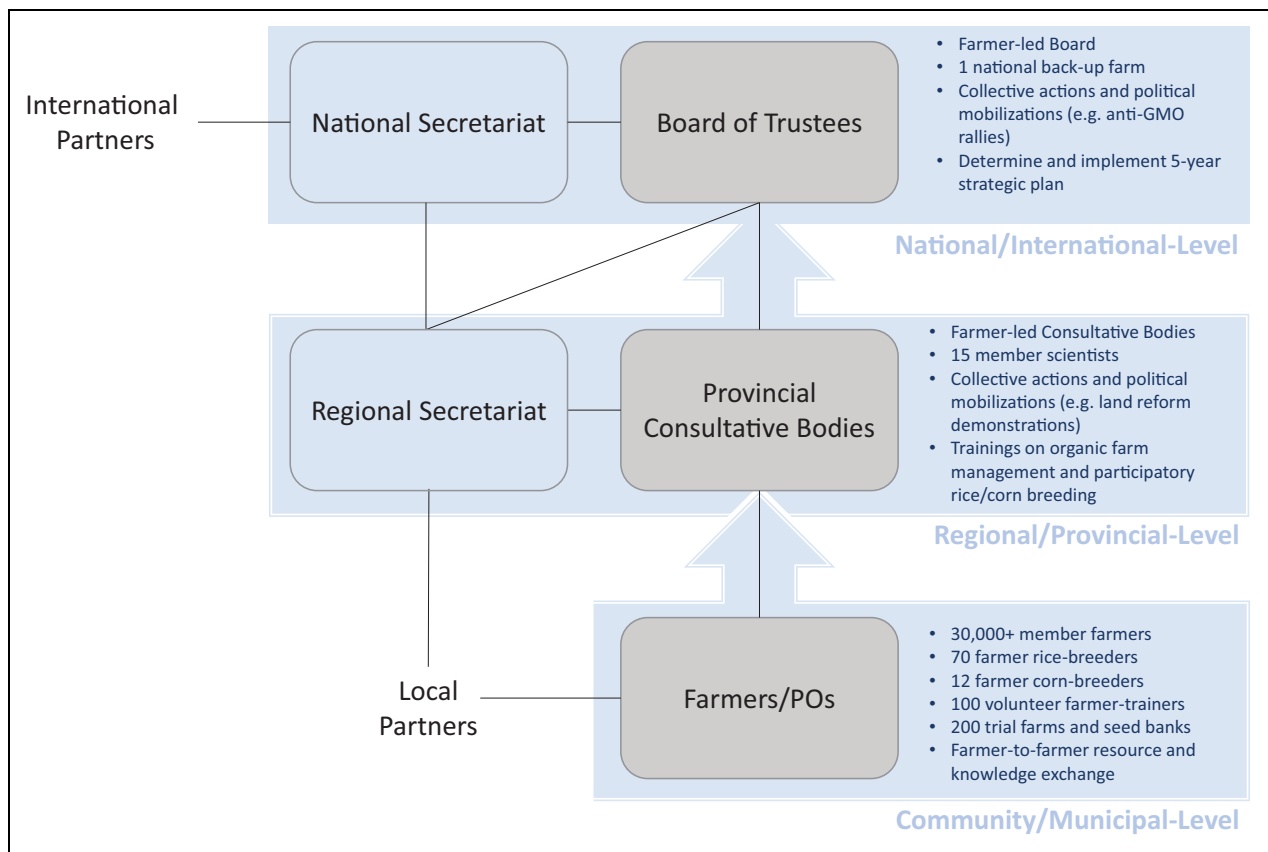 International
Partners
National Secretariat
Board of Trustees
• Farmer-led Board
• 1 national back-up farm
• Collective actions and political
mobilizations (e.g. anti-GMO
rallies)
• Determine and implement 5-year
strategic plan
National/International-Level
Regional Secretariat
Provincial
Consultative Bodies
• Farmer-led Consultative Bodies
• 15 member scientists
• Collective actions and political
mobilizations (e.g. land reform
demonstrations)
• Trainings on organic farm
management and participatory
rice/corn breeding
Regional/Provincial-Level
Local
Partners
Farmers/POs
• 30,000+ member farmers
• 70 farmer rice-breeders
• 12 farmer corn-breeders
• 100 volunteer farmer-trainers
• 200 trial farms and seed banks
• Farmer-to-farmer resource and
knowledge exchange
Community/Municipal-Level